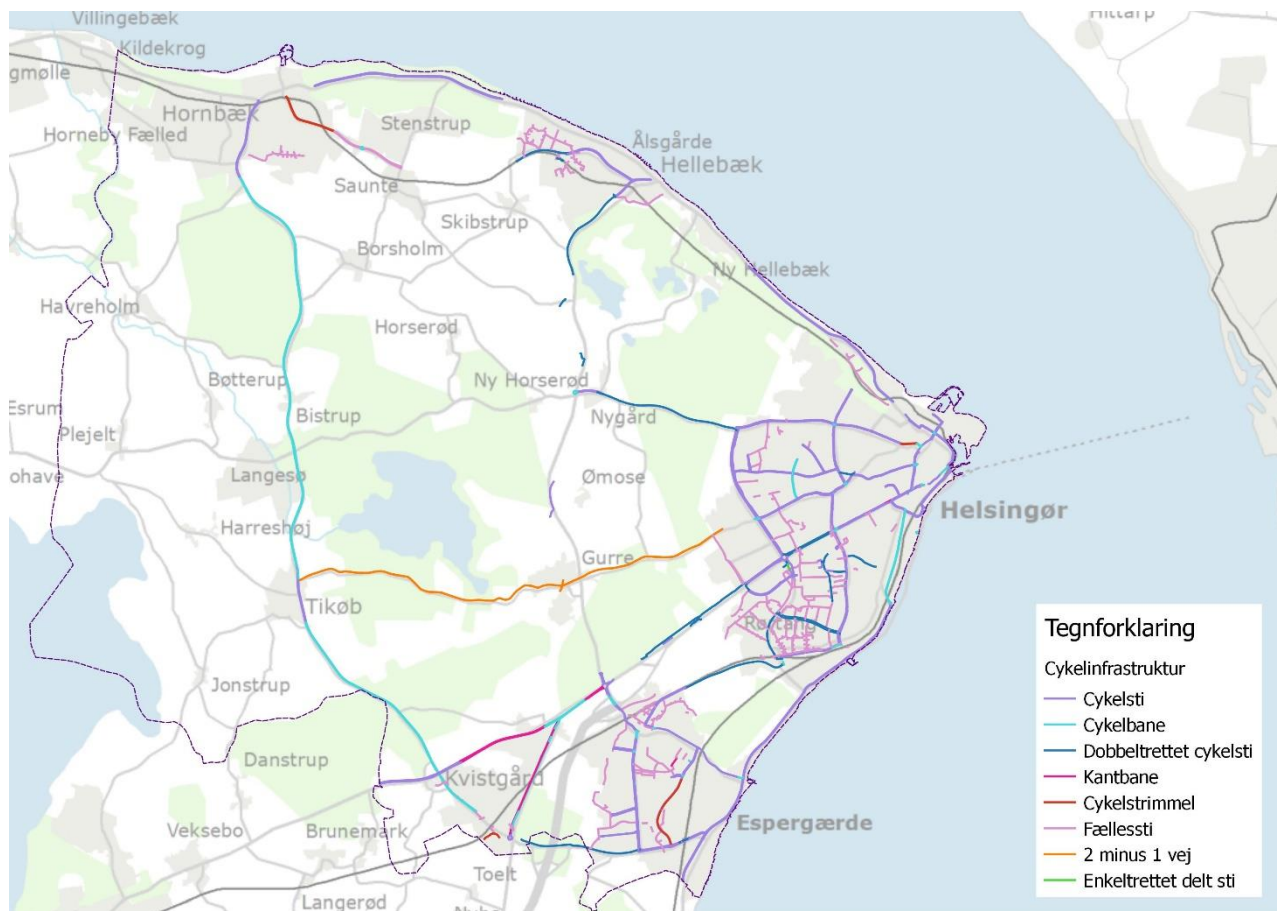 Villingebæk
Kildekrog
gmølle
Hornbæk
Horneby Fælled
Stenstrup
Saunte
Ålsgårde
Hellebæk
Skibstrup
Borsholm
Ny Hellebæk
Havreholm
Horserød
Bøtterup
Ny Horserød
Esrum
Bistrup
Nygård
Plejelt
ohave
Langesø
Ømose
Helsingør
Harreshøj
Gurre
Tikøb
Jonstrup
Danstrup
Kvistgård
Espergærde
Veksebo
Brunemark
Toelt
Langerød
Hittarp
Tegnforklaring
Cykelinfrastruktur
Cykelsti
Cykelbane
Dobbeltrettet cykelsti
Kantbane
Cykelstrimmel
Fællessti
2 minus 1 vej
Enkeltrettet delt sti